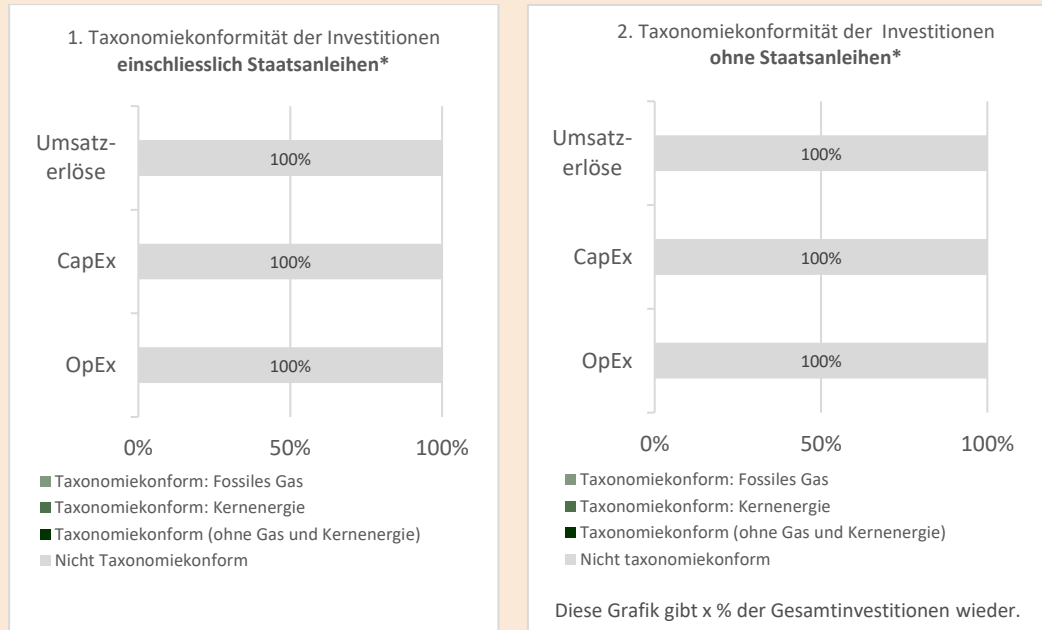 1. Taxonomiekonformität der Investitionen
einschliesslich Staatsanleihen*
Umsatz-
erlöse
100%
CapEx
100%
OpEx
100%
0%
50%
100%
Taxonomiekonform: Fossiles Gas
Taxonomiekonform: Kernenergie
Taxonomiekonform (ohne Gas und Kernenergie)
Nicht Taxonomiekonform
2. Taxonomiekonformität der Investitionen
ohne Staatsanleihen*
Umsatz-
erlöse
100%
CapEx
100%
OpEx
100%
0%
50%
100%
Taxonomiekonform: Fossiles Gas
Taxonomiekonform: Kernenergie
Taxonomiekonform (ohne Gas und Kernenergie)
Nicht taxonomiekonform
Diese Grafik gibt x % der Gesamtinvestitionen wieder.